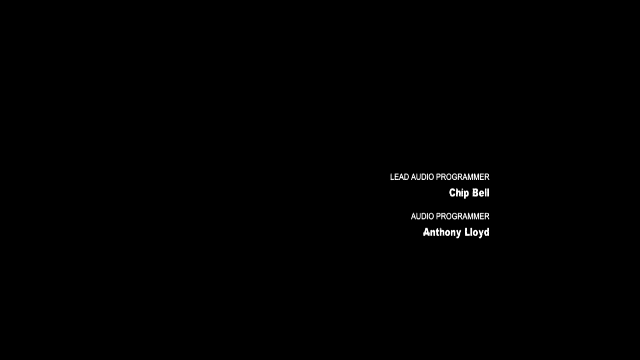 LEAD AUDIO PROGRAMMER
Chip Bell
AUDIO PROGRAMMER
Anthony Lloyd